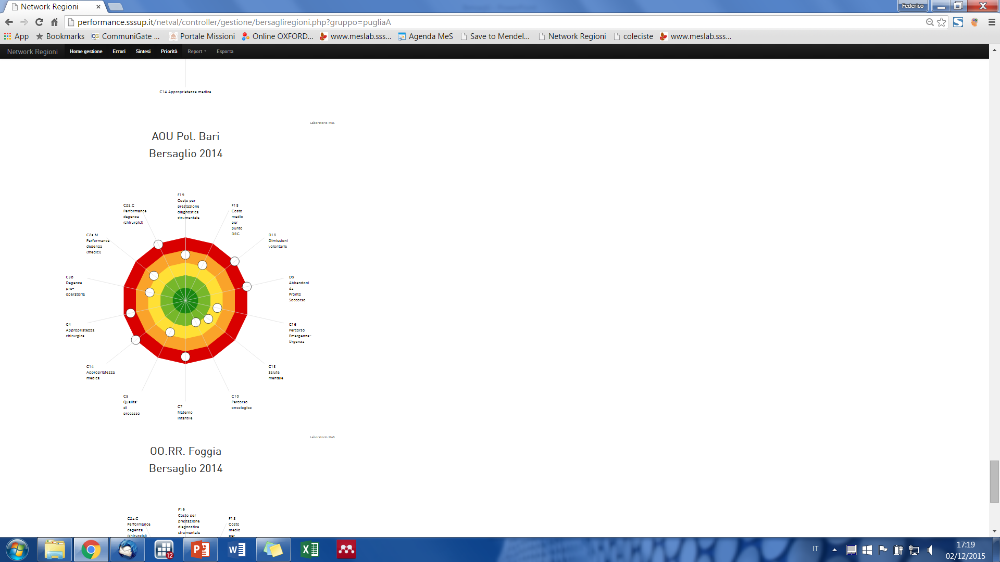 Network Regioni
Federico
performance.sssup.it/netval/controller/gestione/bersagliregioni.php?gruppo=pugliaA
App Bookmarks CommuniGate ... Portale Missioni Online OXFORD... www.meslab.sss... Agenda MeS Save to Mendel... Network Regioni coleciste www.meslab.sss...
Network Regioni Home gestione Errori Sintesi Priorità Report Esporta
C14 Appropriatezza medica
Laboratorio MeS
AOU Pol. Bari
Bersaglio 2014
F19
Costo per
prestazione
diagnostica
strumentale
F18
Costo
medio
per
punto
DRG
D18
Dimissioni
volontarie
D9
Abbandoni
da
Pronto
Soccorso
C16
Percorso
Emergenza-
Urgenza
C15
Salute
mentale
C10
Percorso
oncologico
C7
Materno
infantile
C5
Qualita'
di
processo
C14
Appropriatezza
medica
C4
Appropriatezza
chirurgica
C3b
Degenza
pre-
operatoria
C2a.M
Performance
degenza
(medici)
C2a.C
Performance
degenza
(chirurgici)
Laboratorio MeS
OO.RR. Foggia
Bersaglio 2014
C2a.C
Performance
degenza
(chirurgici)
F19
Costo per
prestazione
diagnostica
strumentale
F18
Costo
medio
per
12
IT
17:19
02/12/2015